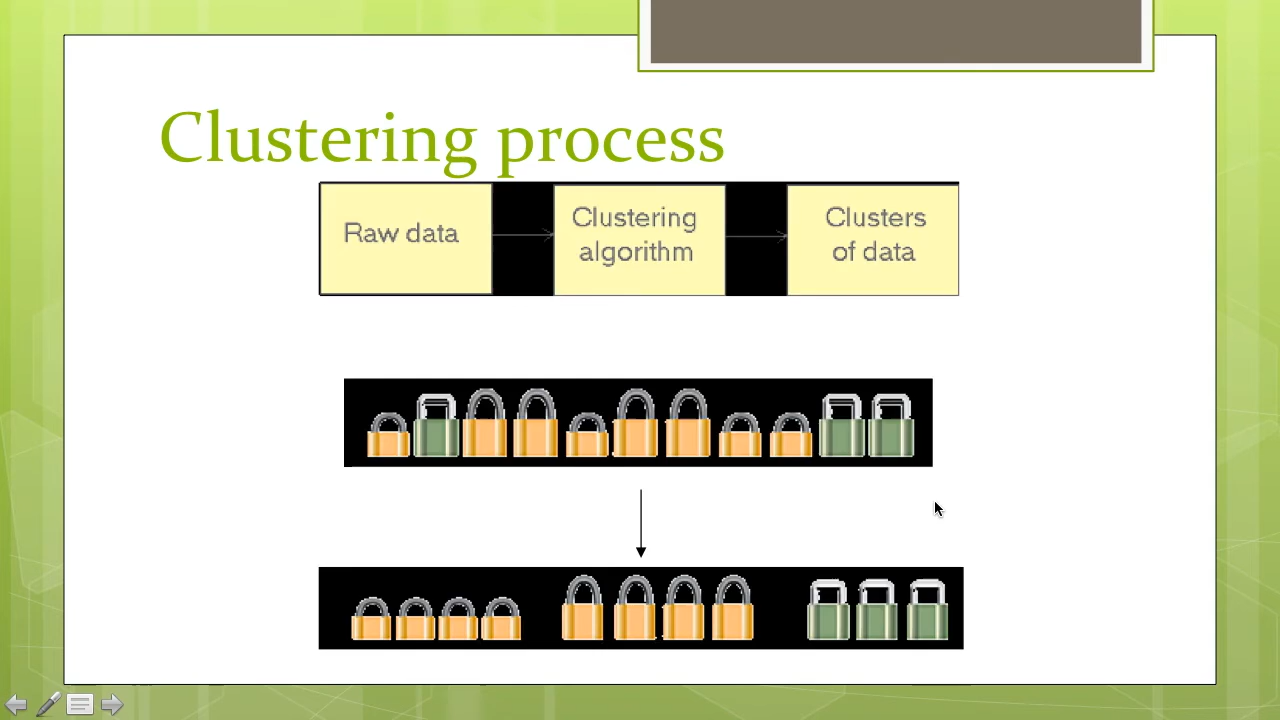 Clustering process
Raw data
Clustering
algorithm
Clusters
of data